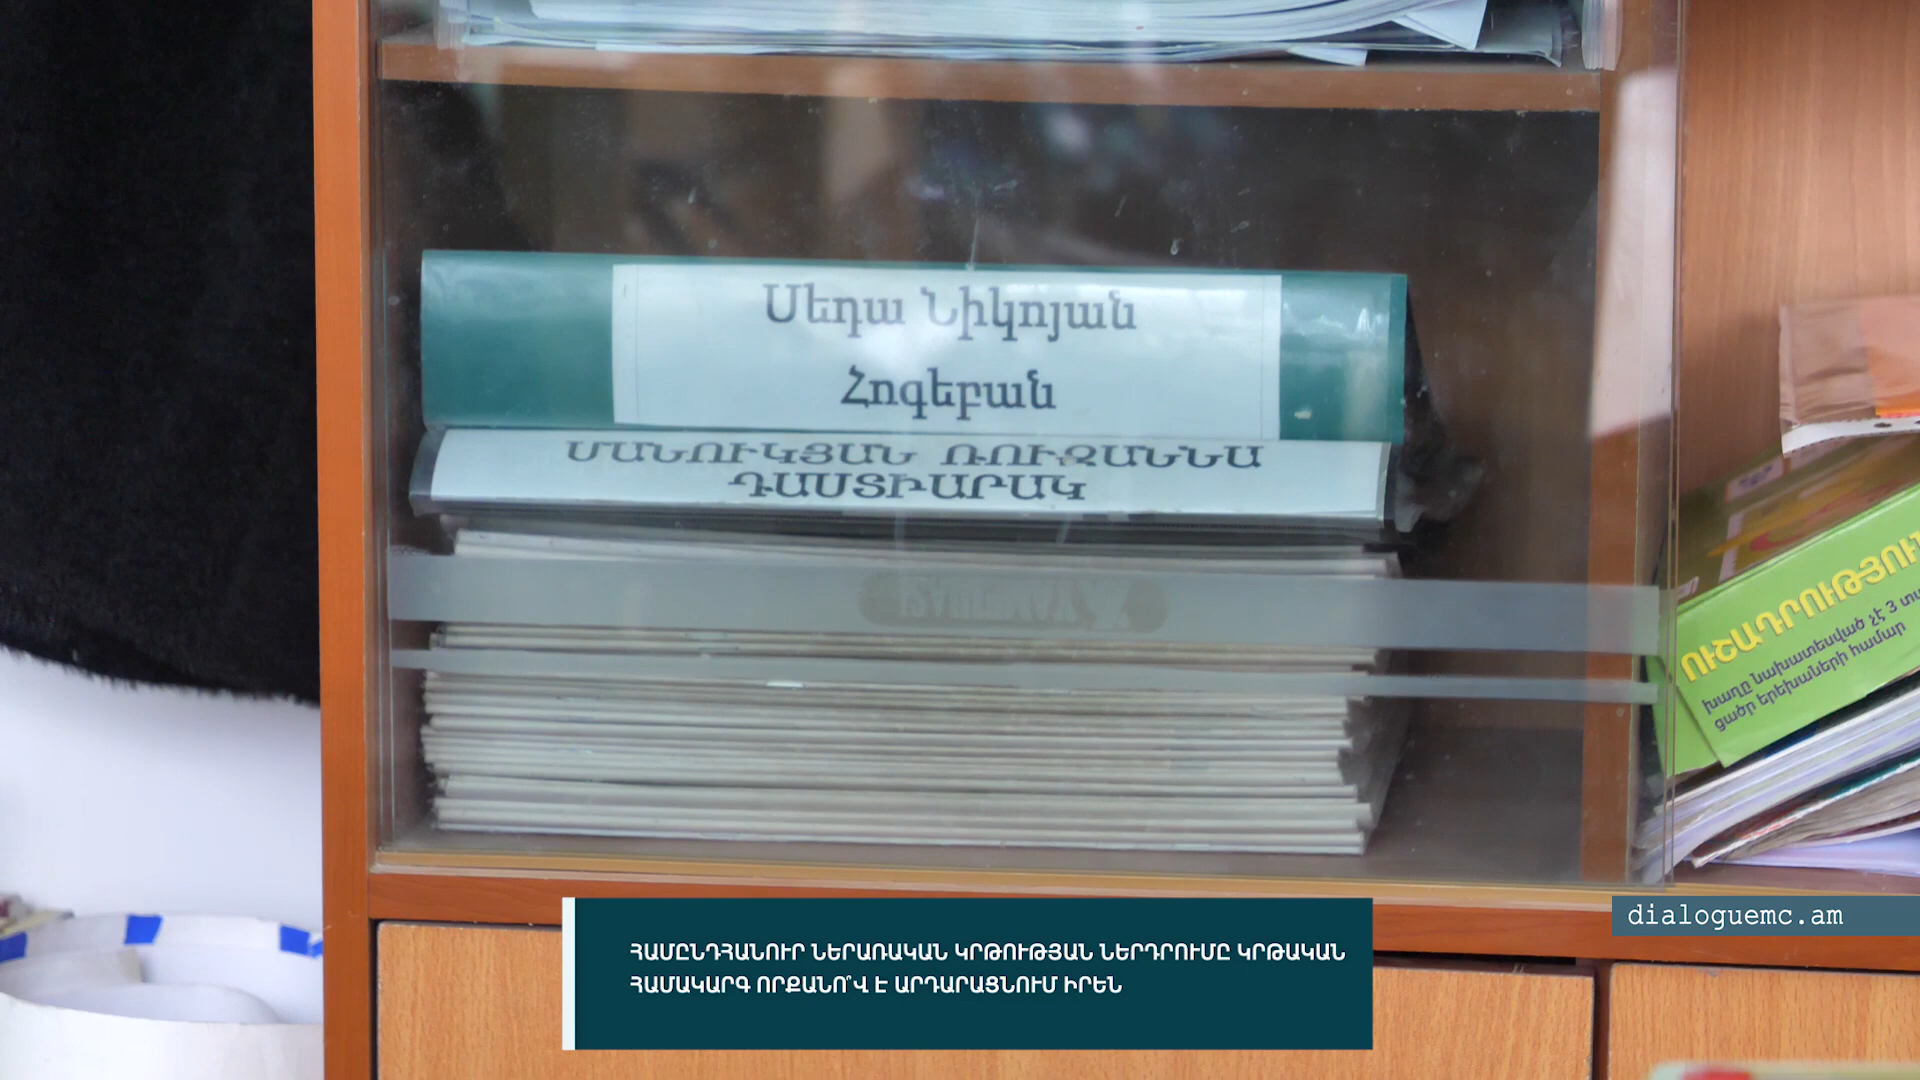 Սեդա Նիկոյան
Հոգեբան
ՄԱՆՈՒԿՅԱՆ ՌՈՒԶԱՆՆԱ
ԴԱՍՏԻԱՐԱԿ
ՈՒՇԱԴՐՈՒԹՅՈՒՆ
խաղը նախատեսված չէ 3 տա
ցածր երեխաների համար
dialoguemc.am
ՀԱՄԸՆԴՀԱՆՈՒՐ ՆԵՐԱՌԱԿԱՆ ԿՐԹՈՒԹՅԱՆ ՆԵՐԴՐՈՒՄԸ ԿՐԹԱԿԱՆ
ՀԱՄԱԿԱՐԳ ՈՐՔԱՆՈ՞Վ Է ԱՐԴԱՐԱՑՆՈՒՄ ԻՐԵՆ